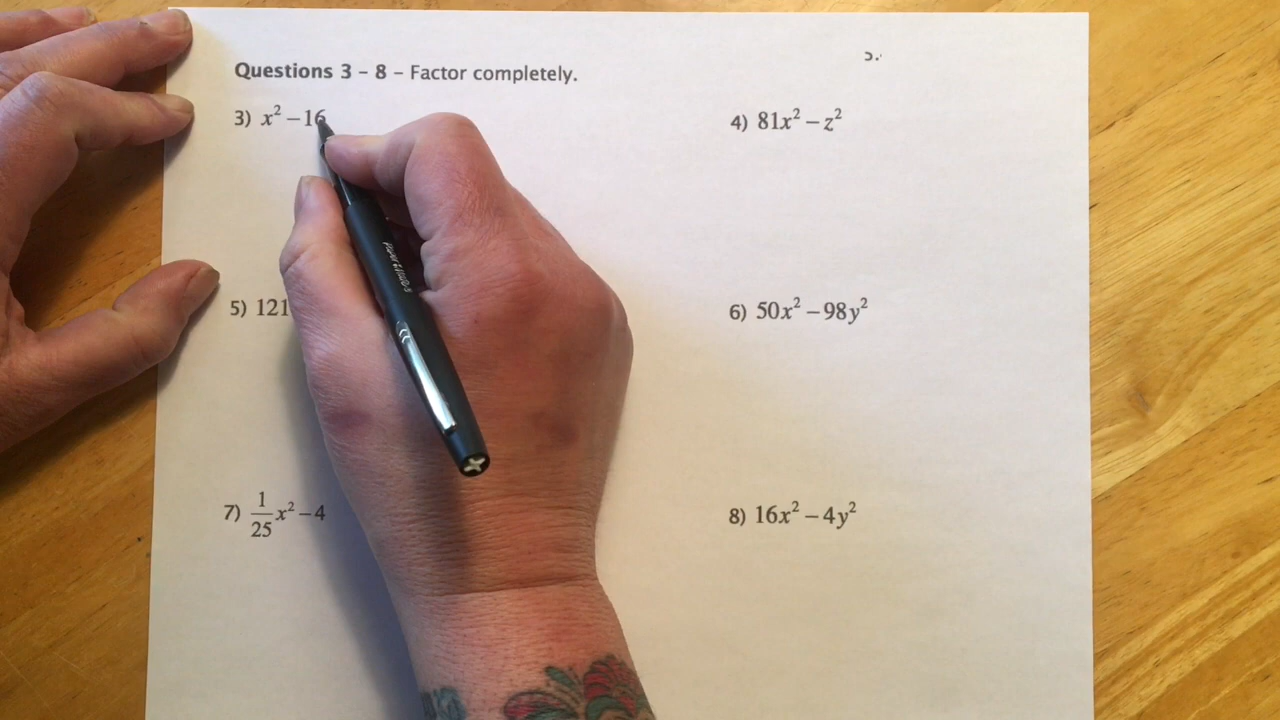 Questions 3 – 8 – Factor completely.
3) x² – 16
4) 81x² – z²
5) 121
6) 50x² – 98y²
7) 1/25 x² – 4
8) 16x² – 4y²